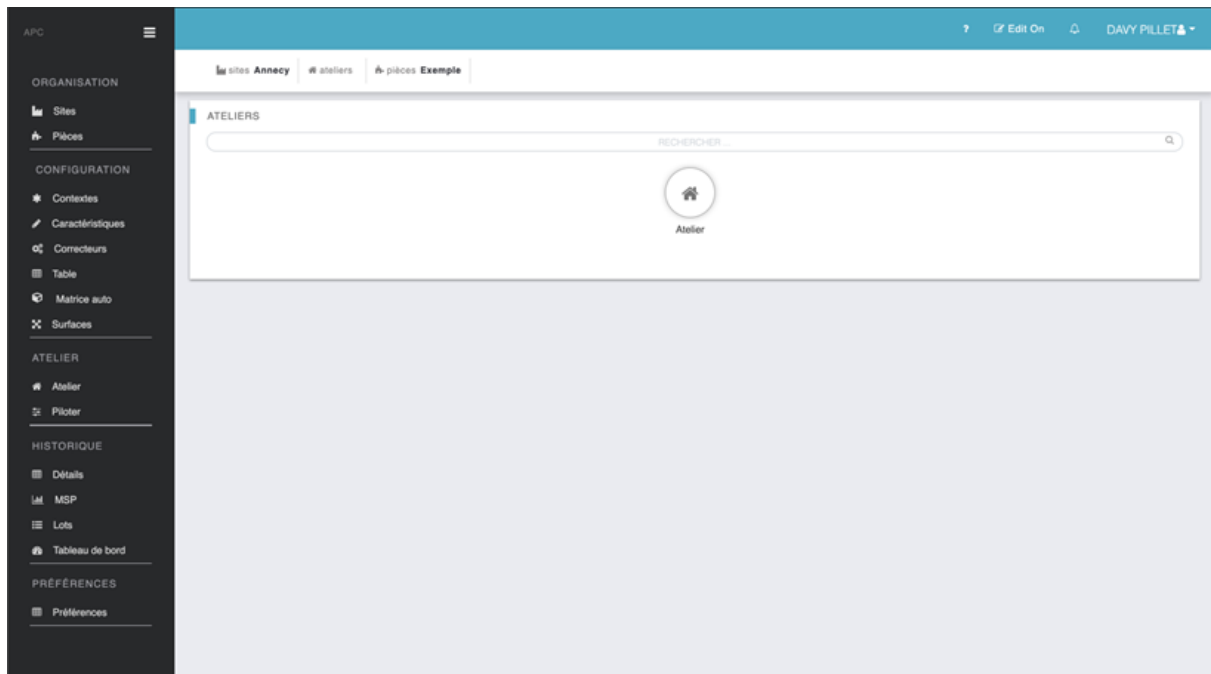 APC
? Edit On DAVY PILLET
sites Annecy ateliers pièces Exemple
ORGANISATION
Sites
Pièces
CONFIGURATION
Contextes
Caractéristiques
Correcteurs
Table
Matrice auto
Surfaces
ATELIER
Atelier
Piloter
HISTORIQUE
Détails
MSP
Lots
Tableau de bord
PRÉFÉRENCES
Préférences
ATELIERS
RECHERCHER...
Atelier